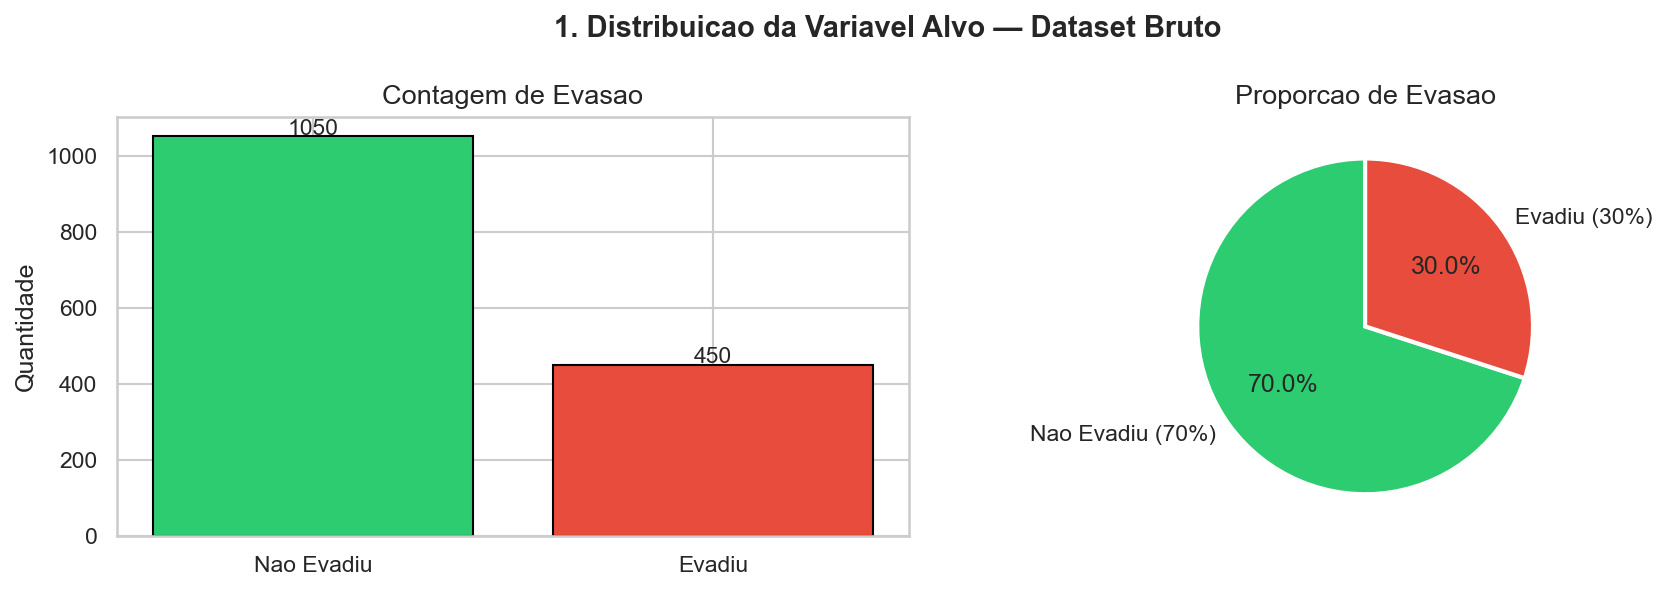 1. Distribuicao da Variavel Alvo — Dataset Bruto
Contagem de Evasao
1050
1000
800
600
400
200
0
450
Quantidade
Nao Evadiu
Evadiu
Proporcao de Evasao
Evadiu (30%)
30.0%
70.0%
Nao Evadiu (70%)